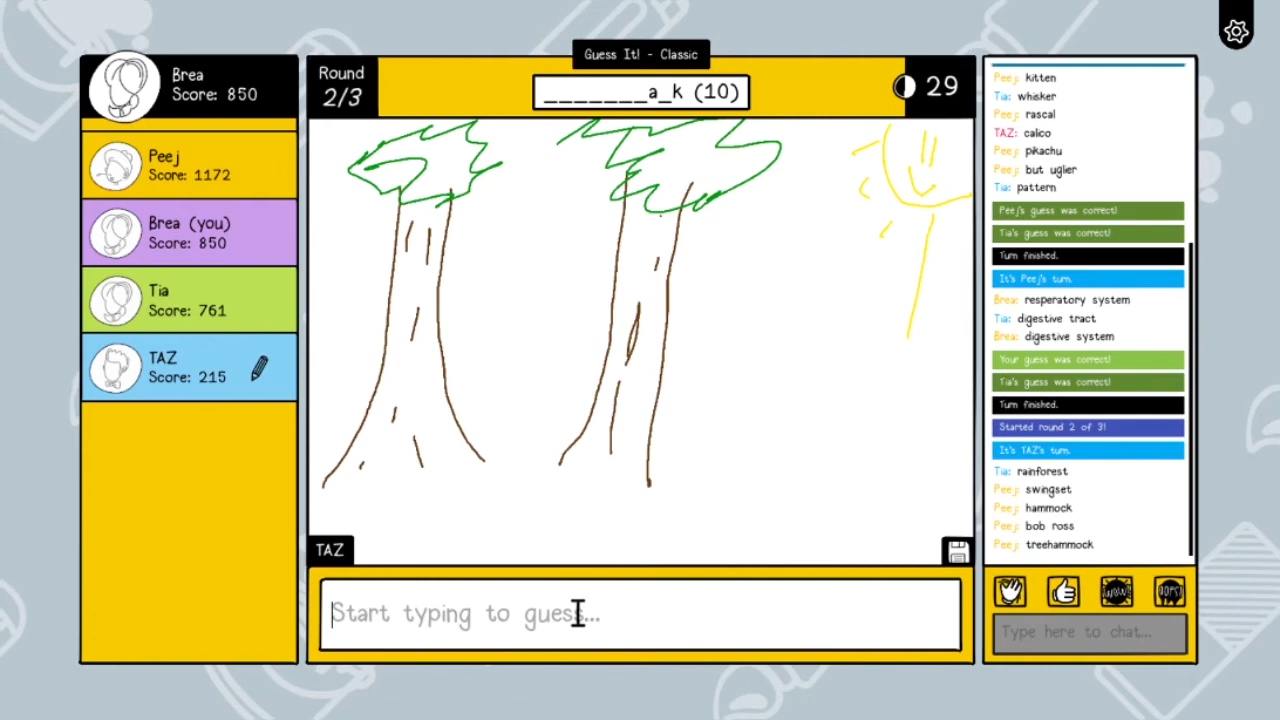 Guess It! - Classic
Brea
Score: 850
Round
2/3
_______a_k (10)
29
Peej
Score: 1172
Brea (you)
Score: 850
Tia
Score: 761
TAZ
Score: 215
Peej: kitten
Tia: whisker
Peej: rascal
TAZ: calico
Peej: pikachu
Peej: but uglier
Tia: pattern
Peej's guess was correct!
Tia's guess was correct!
Turn finished.
It's Peej's turn.
Brea: resperatory system
Tia: digestive tract
Brea: digestive system
Your guess was correct!
Tia's guess was correct!
Turn finished.
Started round 2 of 3!
It's TAZ's turn.
Tia: rainforest
Peej: swingset
Peej: hammock
Peej: bob ross
Peej: treehammock
TAZ
Start typing to guess...
WOW!
OOPS!
Type here to chat...